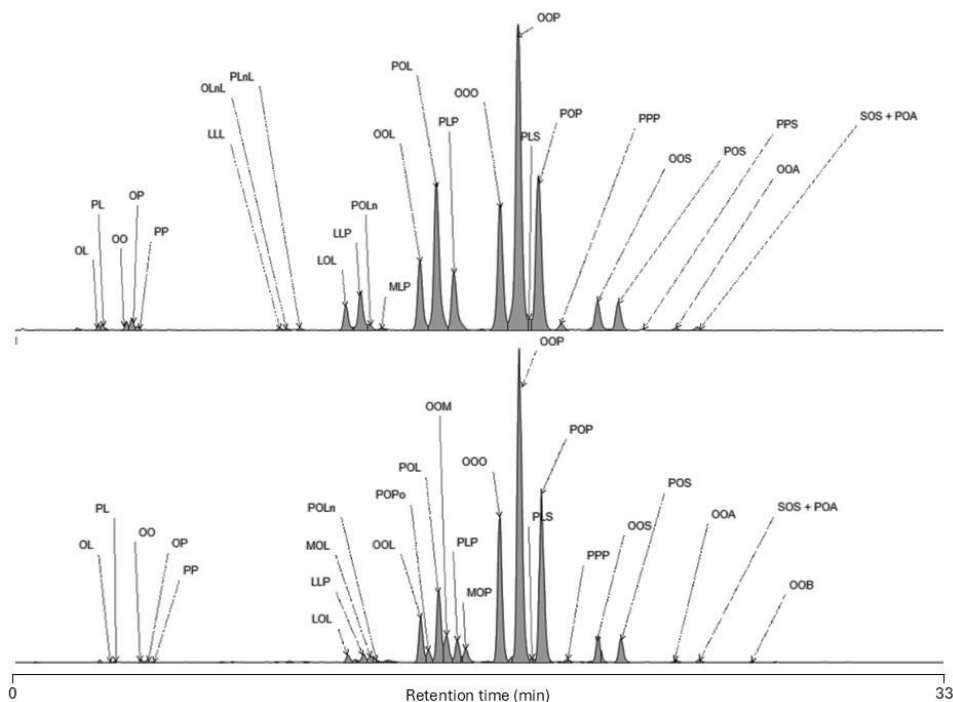 OOP
PLnL
OLnL
POL
OOO
LLL
PLP
POP
PPP
SOS + POA
OOL
PLS
PPS
POS
OOS
OOA
OP
PL
POLn
PP
OO
LLP
OL
LOL
MLP
OOP
OOM
POP
OOO
POL
POPo
POS
POLn
SOS + POA
PL
OOA
PLS
OOS
OO
OP
OL
MOL
OOL
PLP
PPP
PP
LLP
MOP
OOB
LOL
0
Retention time (min)
33